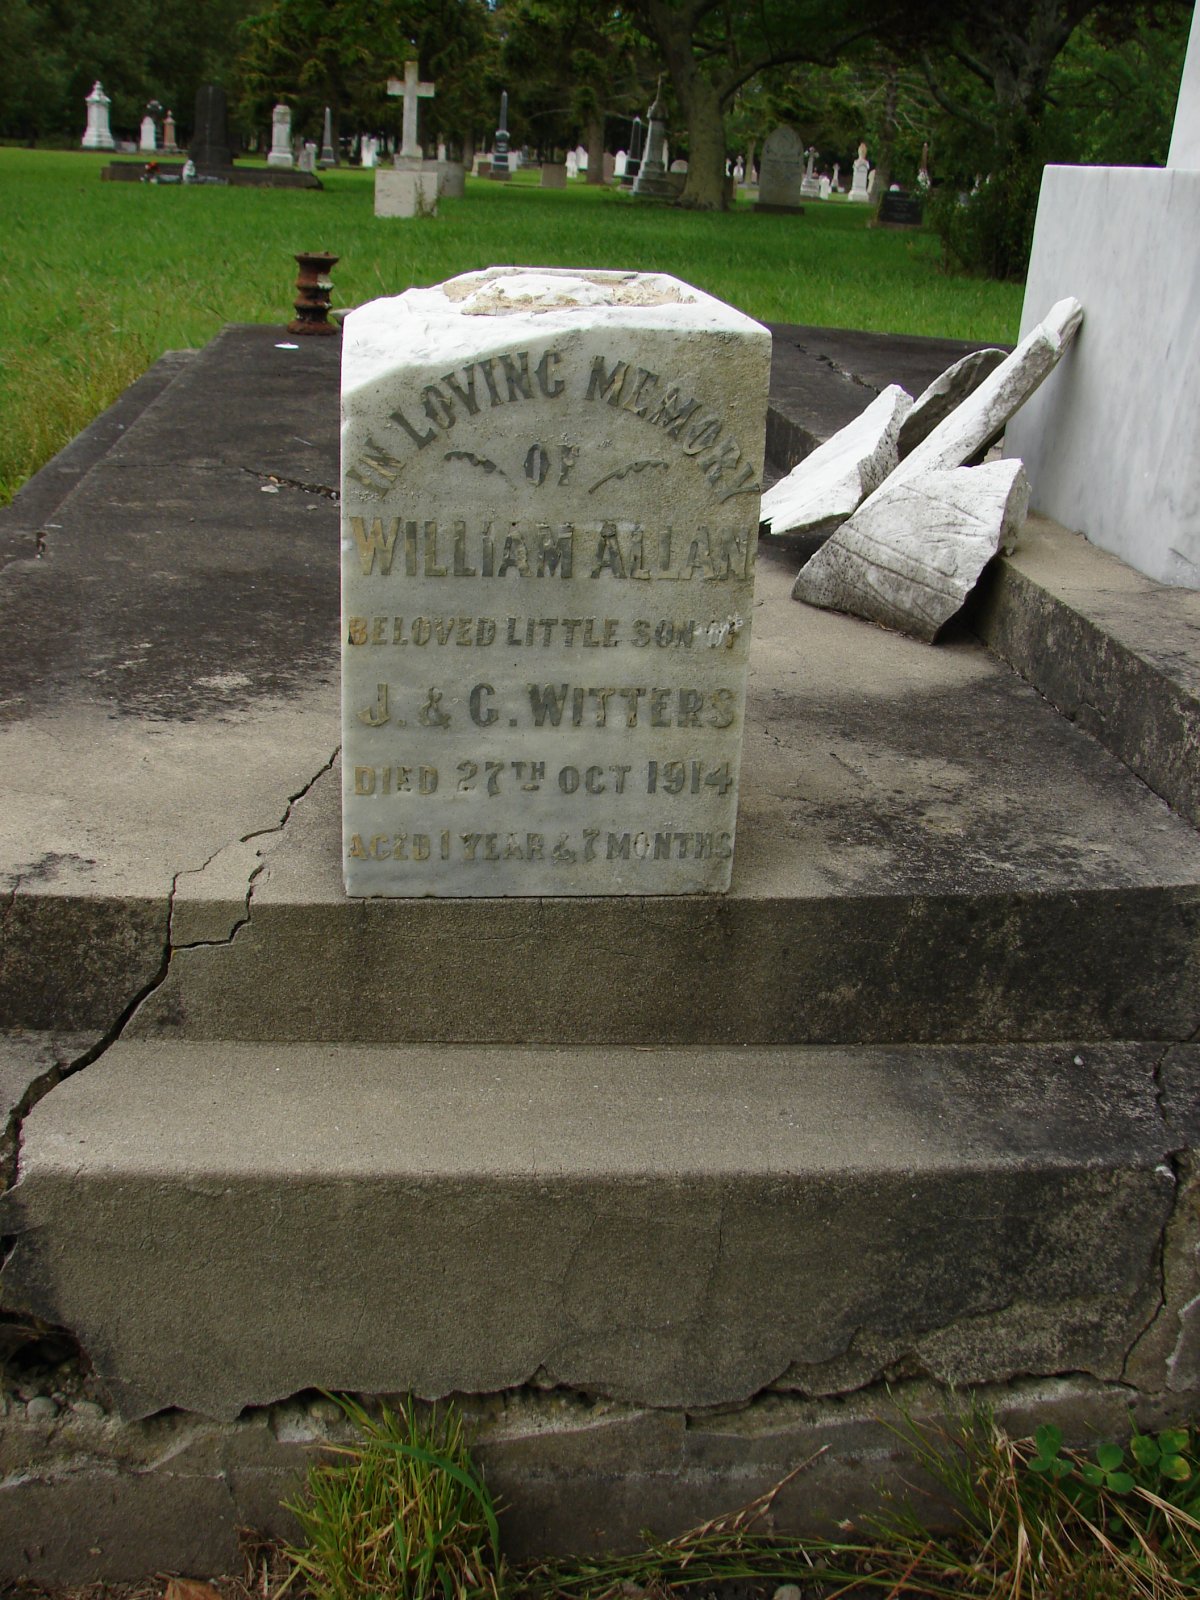 IN LOVING MEMORY
OF
WILLIAM ALLAN
BELOVED LITTLE SON OF
J. & C. WITTERS
DIED 27TH OCT 1914
AGED 1 YEAR & 7 MONTHS